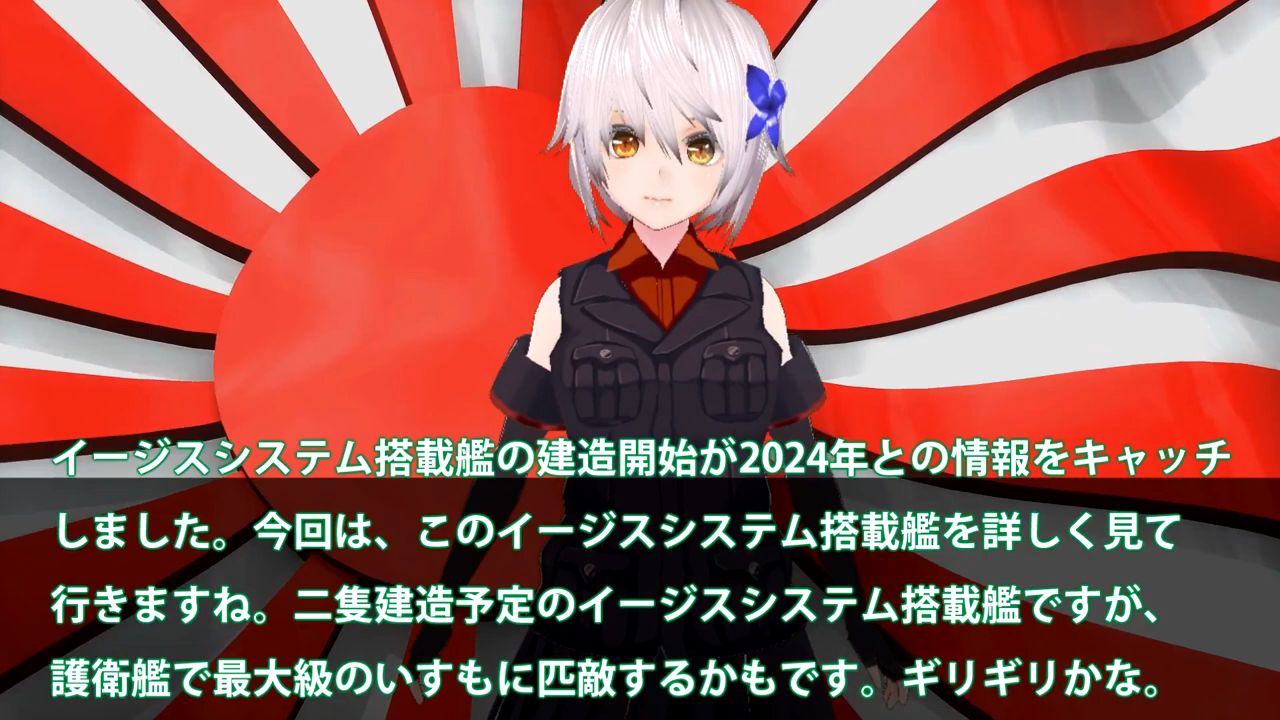 イージスシステム搭載艦の建造開始が2024年との情報をキャッチ
しました。今回は、このイージスシステム搭載艦を詳しく見て
行きますね。二隻建造予定のイージスシステム搭載艦ですが、
護衛艦で最大級のいずもに匹敵するかもです。ギリギリかな。